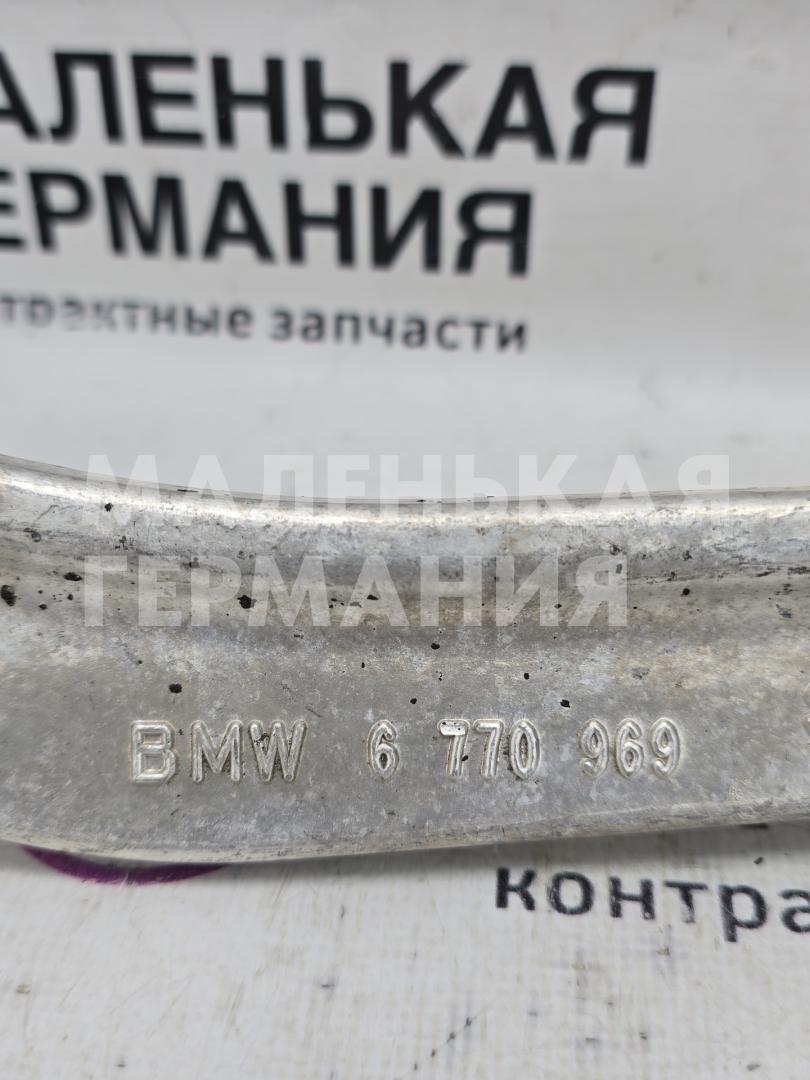 АЛЕНЬКАЯ
ЕРМАНИЯ
трактные запчасти
МАЛЕНЬКАЯ
ГЕРМАНИЯ
BMW 6 770 969
контра